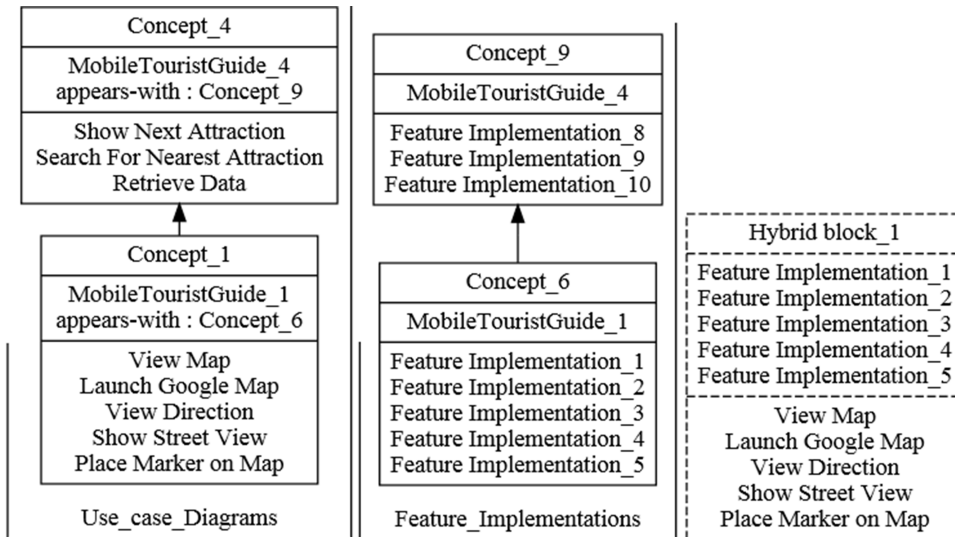 Concept_4
MobileTouristGuide_4
appears-with : Concept_9
Show Next Attraction
Search For Nearest Attraction
Retrieve Data
Concept_1
MobileTouristGuide_1
appears-with : Concept_6
View Map
Launch Google Map
View Direction
Show Street View
Place Marker on Map
Use_case_Diagrams
Concept_9
MobileTouristGuide_4
Feature Implementation_8
Feature Implementation_9
Feature Implementation_10
Concept_6
MobileTouristGuide_1
Feature Implementation_1
Feature Implementation_2
Feature Implementation_3
Feature Implementation_4
Feature Implementation_5
Feature_Implementations
Hybrid block_1
Feature Implementation_1
Feature Implementation_2
Feature Implementation_3
Feature Implementation_4
Feature Implementation_5
View Map
Launch Google Map
View Direction
Show Street View
Place Marker on Map